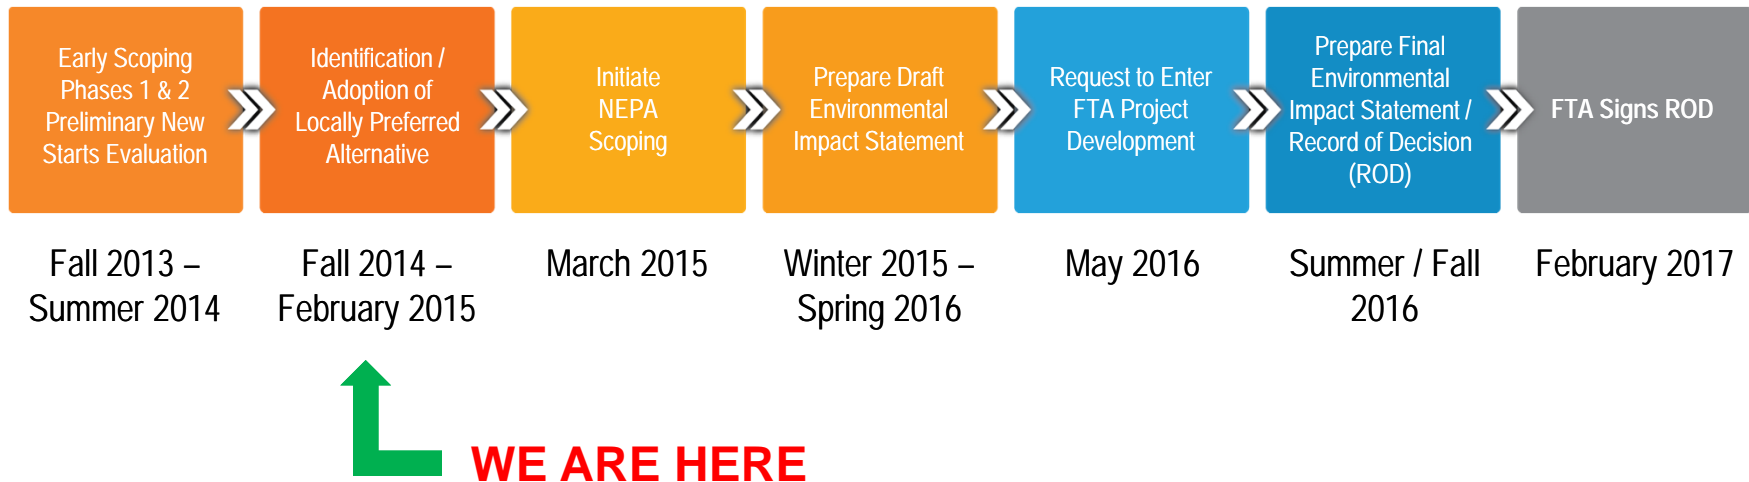 Early Scoping
Phases 1 & 2
Preliminary New
Starts Evaluation
Identification /
Adoption of
Locally Preferred
Alternative
Initiate
NEPA
Scoping
Prepare Draft
Environmental
Impact Statement
Request to Enter
FTA Project
Development
Prepare Final
Environmental
Impact Statement /
Record of Decision
(ROD)
FTA Signs ROD
Fall 2013 –
Summer 2014
Fall 2014 –
February 2015
March 2015
Winter 2015 –
Spring 2016
May 2016
Summer / Fall
2016
February 2017
WE ARE HERE